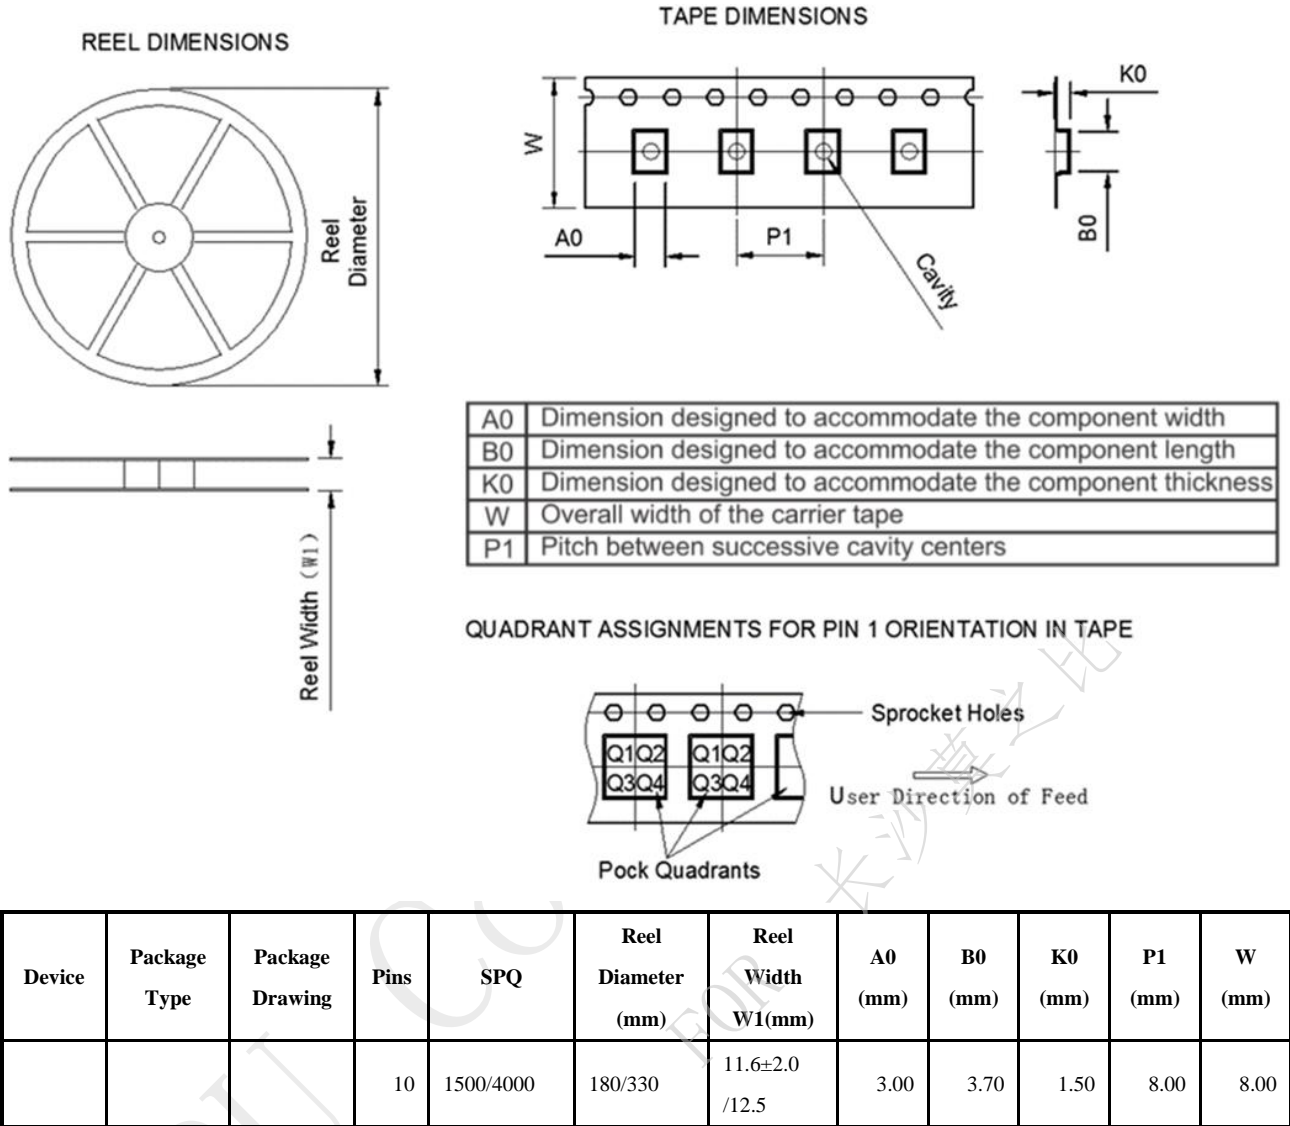 REEL DIMENSIONS
TAPE DIMENSIONS
Reel
Diameter
Reel Width (W1)
W
A0
P1
Cavity
K0
B0
A0 Dimension designed to accommodate the component width
B0 Dimension designed to accommodate the component length
K0 Dimension designed to accommodate the component thickness
W Overall width of the carrier tape
P1 Pitch between successive cavity centers
QUADRANT ASSIGNMENTS FOR PIN 1 ORIENTATION IN TAPE
Sprocket Holes
Q1 Q2 Q1 Q2
Q3 Q4 Q3 Q4
User Direction of Feed
Pock Quadrants
Device Package Type Package Drawing Pins SPQ Reel Diameter (mm) Reel Width W1(mm) A0 (mm) B0 (mm) K0 (mm) P1 (mm) W (mm)
10 1500/4000 180/330 11.6±2.0 /12.5 3.00 3.70 1.50 8.00 8.00
FOR
长沙莫之比